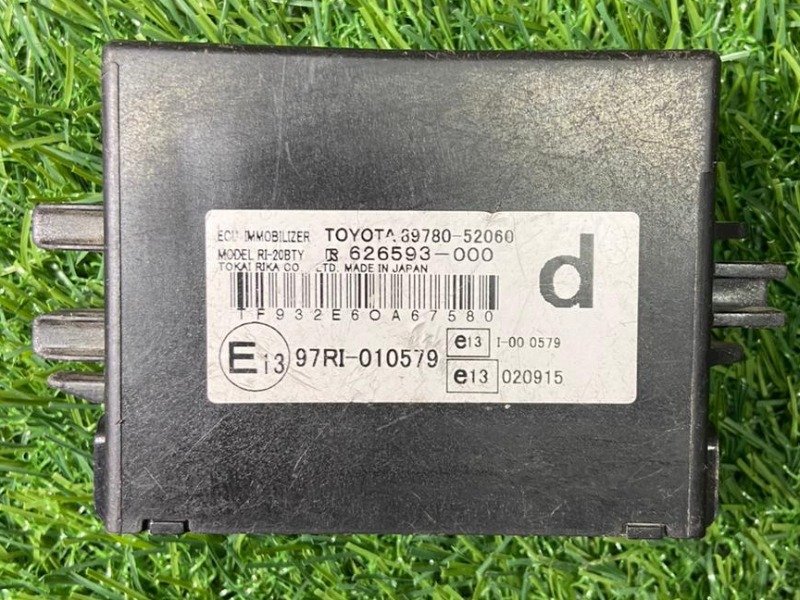 ECU IMMOBILIZER TOYOTA 89780-52060
MODEL RI-20BTY 626593-000
TOKAI RIKA CO., LTD. MADE IN JAPAN
d
TF932E60A67580
E13 97RI-010579
e13 I-00 0579
e13 020915